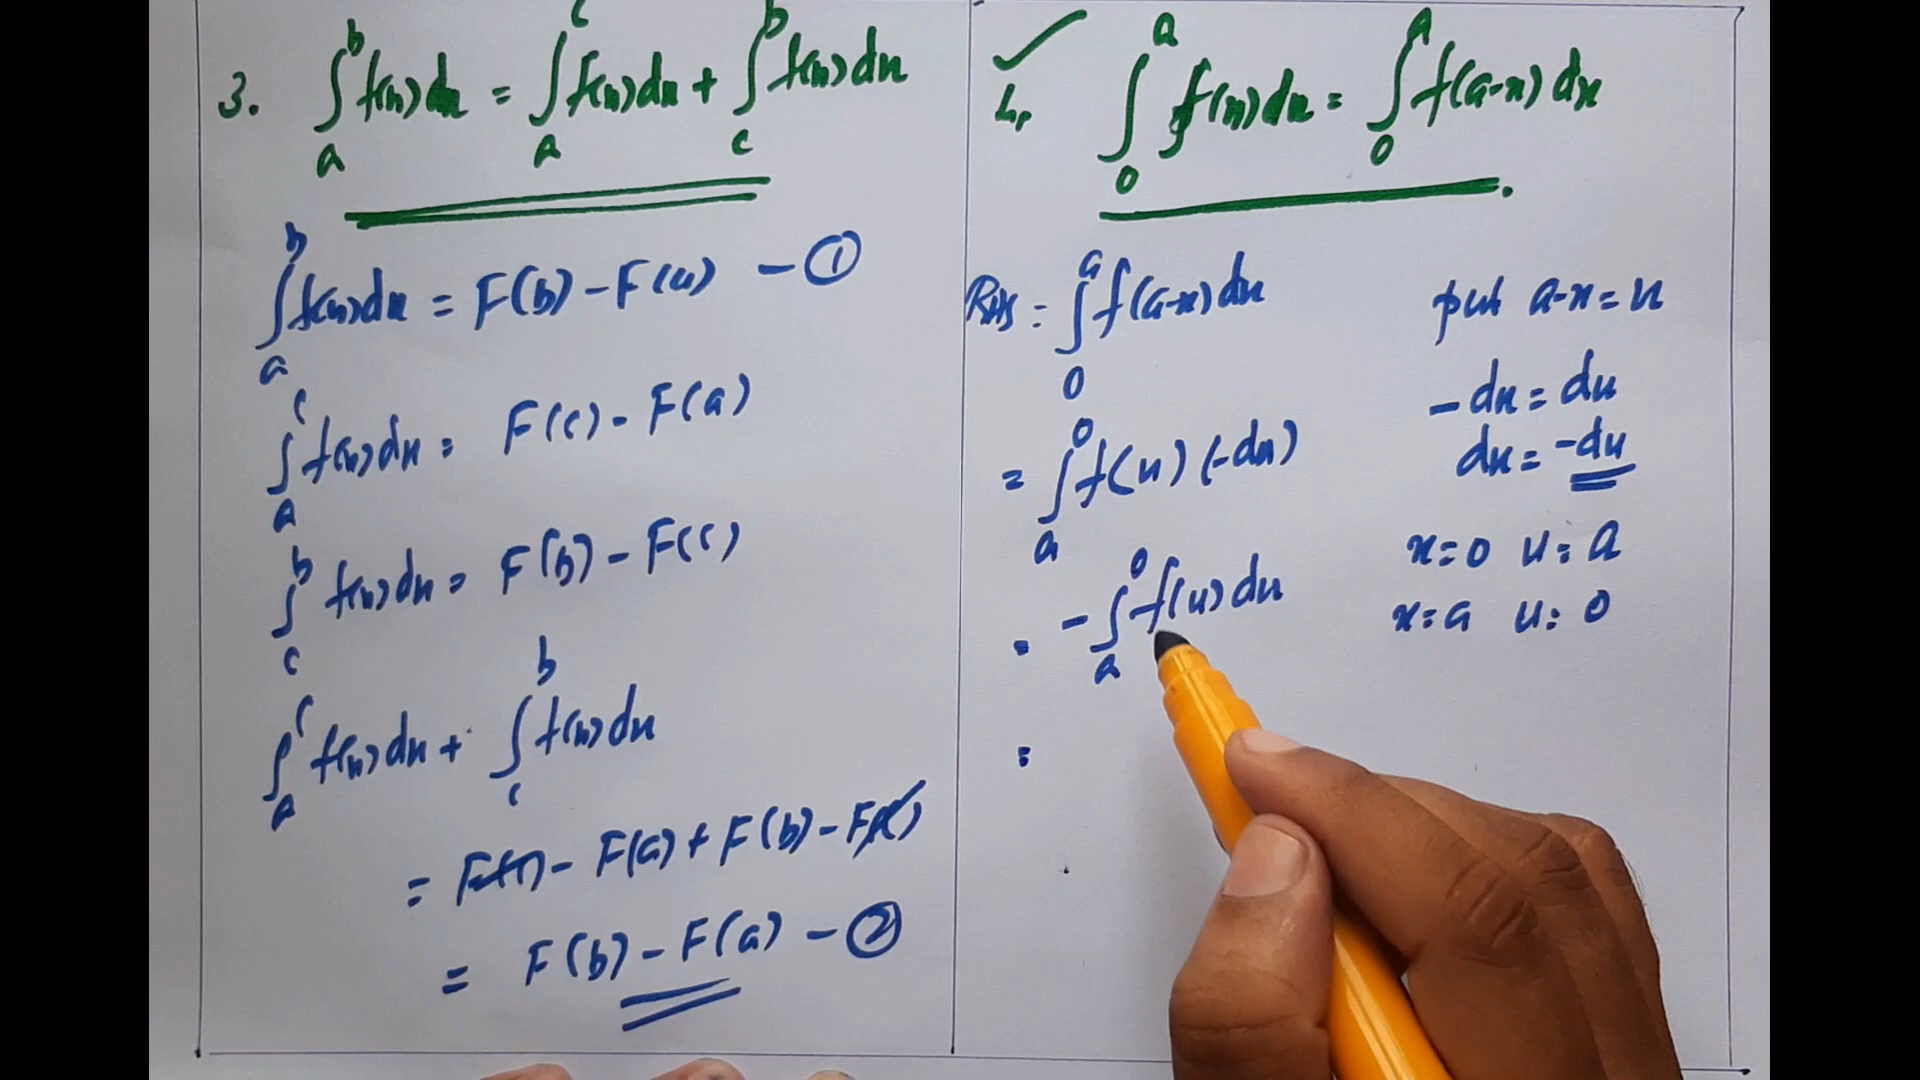 3. ∫_a^b f(x)dx = ∫_a^c f(x)dx + ∫_c^b f(x)dx
∫_a^b f(x)dx = F(b) - F(a) - ①
∫_a^c f(x)dx = F(c) - F(a)
∫_c^b f(x)dx = F(b) - F(c)
∫_a^c f(x)dx + ∫_c^b f(x)dx
= F(c) - F(a) + F(b) - F(c)
= F(b) - F(a) - ②
✓
4. ∫_0^a f(x)dx = ∫_0^a f(a-x)dx
RHS = ∫_0^a f(a-x)dx
put a-x = u
-dx = du
dx = -du
= ∫_a^0 f(u)(-du)
x=0 u=a
x=a u=0
= -∫_a^0 f(u)du
=